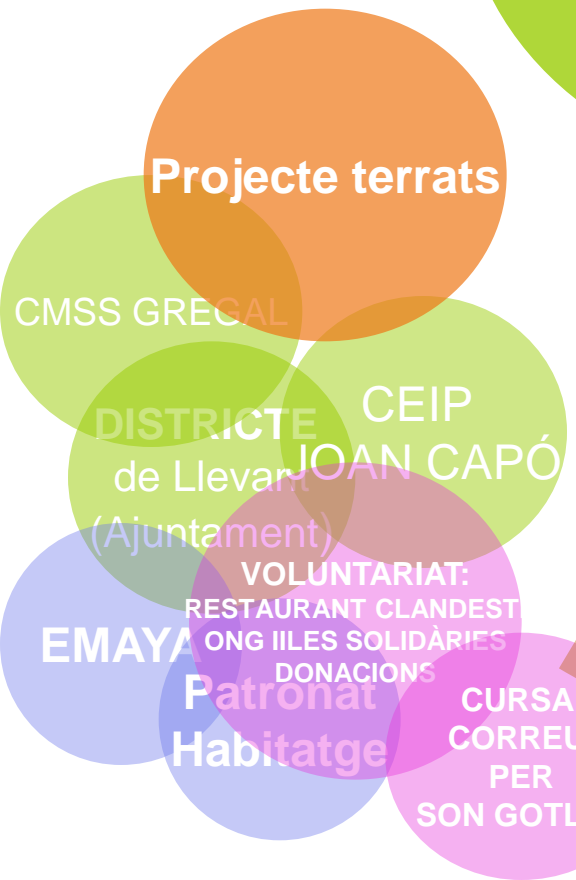 Projecte terrats
CMSS GREGAL
CEIP
JOAN CAPÓ
DISTRICTE
de Llevant
(Ajuntament)
VOLUNTARIAT:
RESTAURANT CLANDEST
ONG IILES SOLIDÀRIES
DONACIONS
EMAYA
Patronat
Habitatge
CURSA
CORREU
PER
SON GOTL